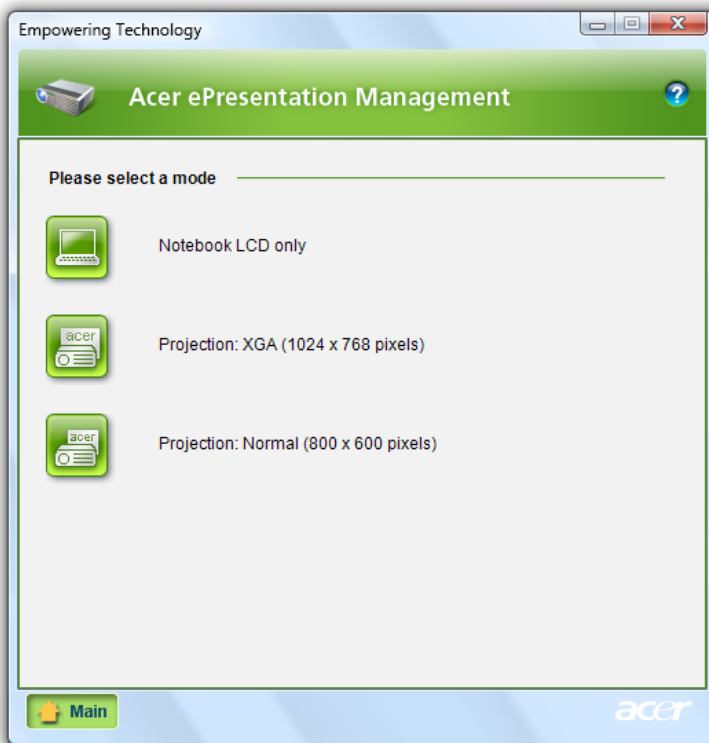 Empowering Technology
Acer ePresentation Management
?
Please select a mode
Notebook LCD only
acer
Projection: XGA (1024 x 768 pixels)
acer
Projection: Normal (800 x 600 pixels)
Main
acer